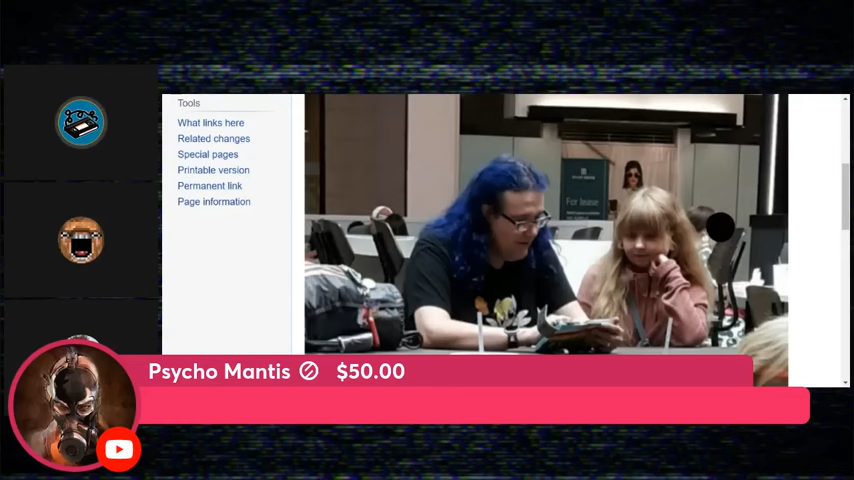 Tools
What links here
Related changes
Special pages
Printable version
Permanent link
Page information
For lease
Psycho Mantis $50.00